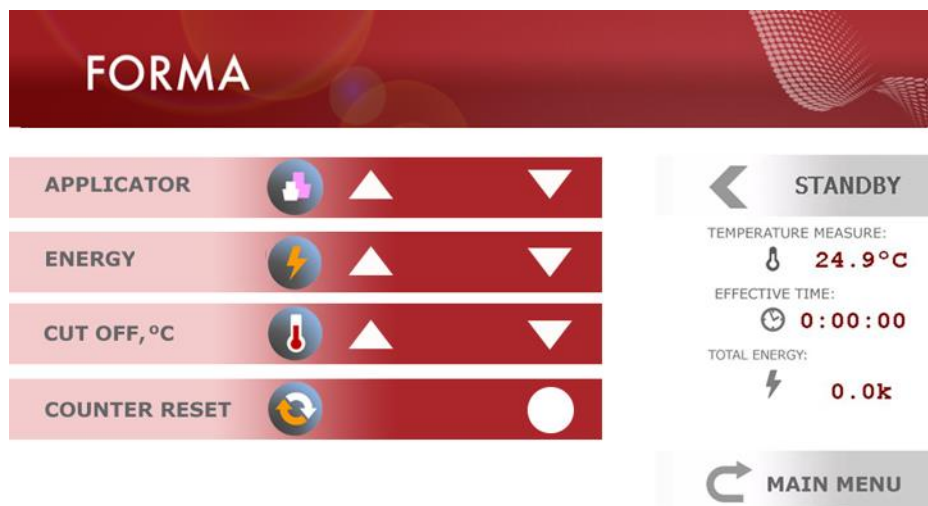 FORMA
APPLICATOR
ENERGY
CUT OFF, ºC
COUNTER RESET
STANDBY
TEMPERATURE MEASURE:
24.9°C
EFFECTIVE TIME:
0:00:00
TOTAL ENERGY:
0.0k
MAIN MENU